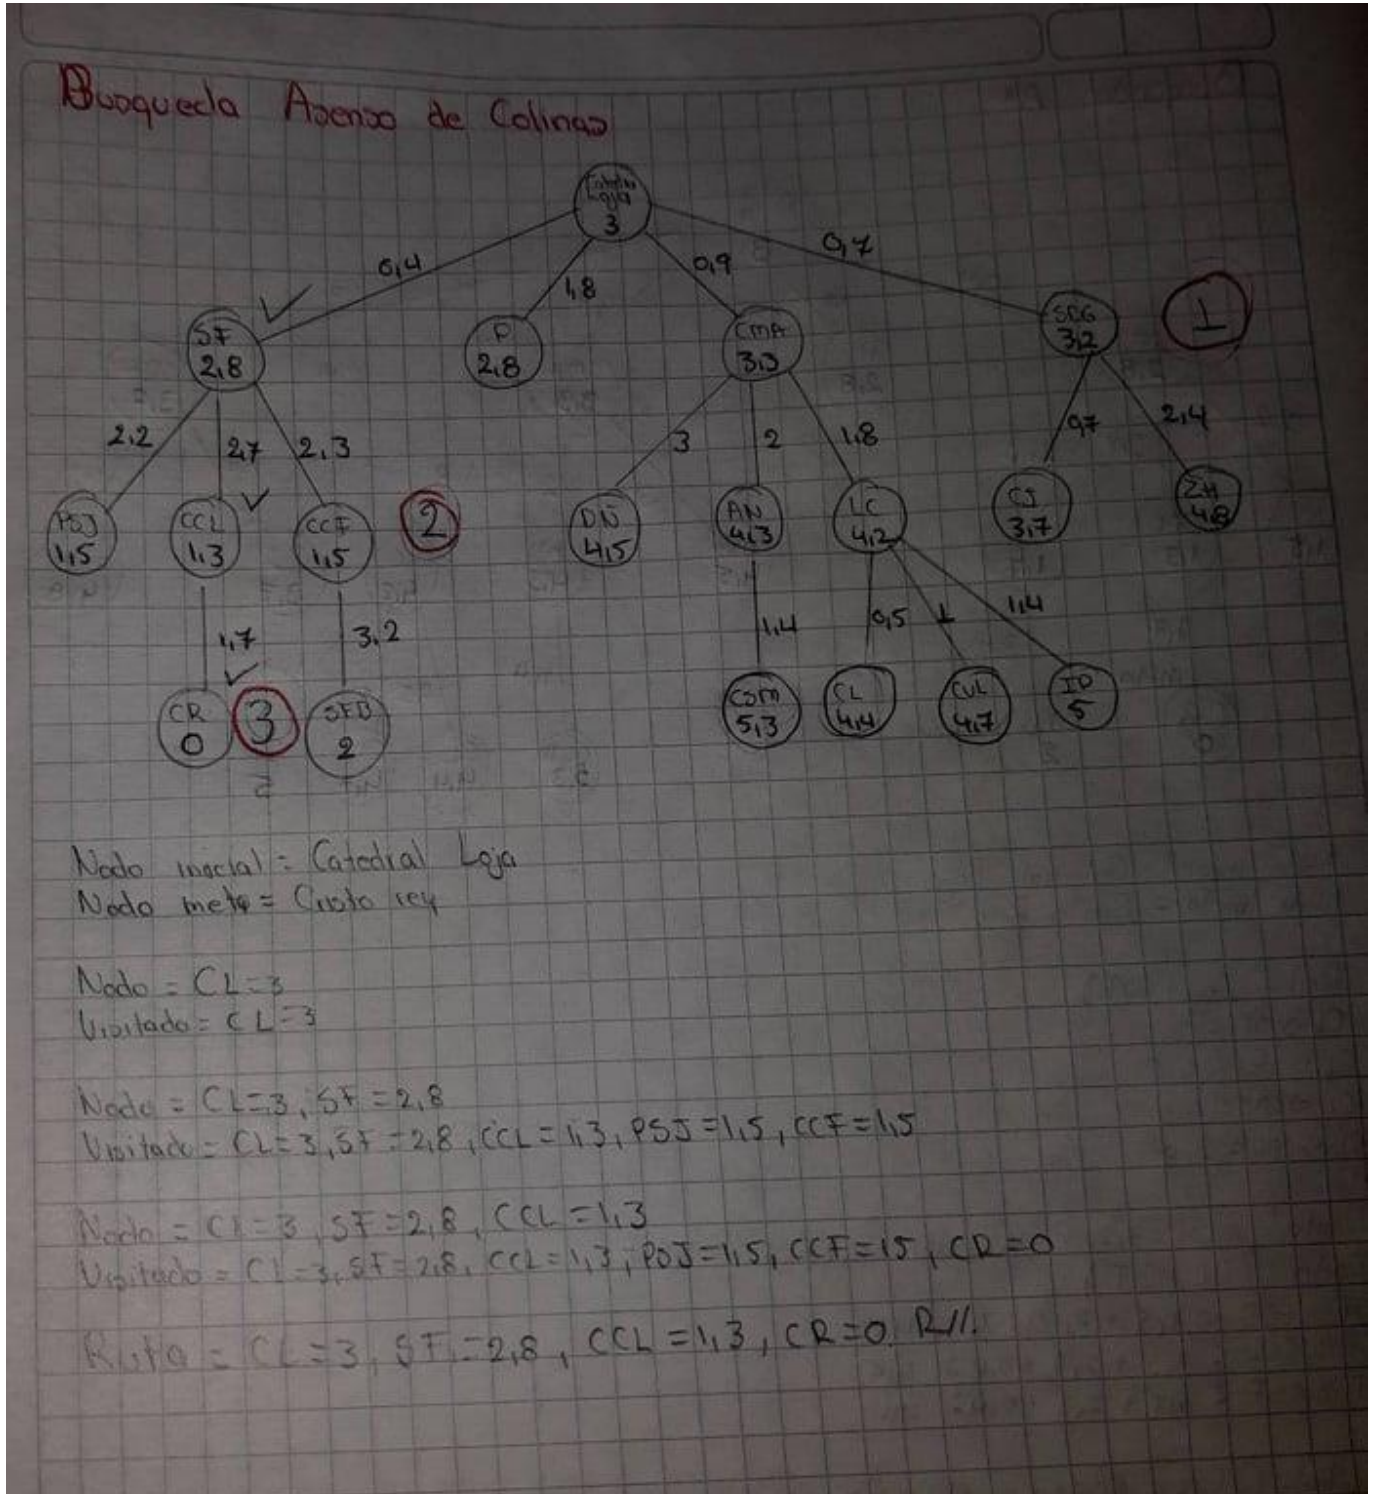 Busqueda Asenso de Colinas
Catedral
Loja
3
0,4
1,8
0,9
0,7
SF
2,8
P
2,8
CMA
3,3
SEG
3,2
1
2,2
2,7
2,3
3
2
1,8
0,7
2,4
PSJ
1,5
CCL
1,3
CCF
1,5
2
DN
4,5
AN
4,3
LC
4,2
CJ
3,7
ZH
4,8
1,7
3,2
1,4
0,5
1
1,4
CR
0
3
2
COM
5,3
CL
4,4
CUL
4,7
5
Nodo inicial = Catedral Loja
Nodo meta = Cristo rey
Nodo = CL=3
Visitado = CL=3
Nodo = CL=3, SF=2,8
Visitado = CL=3, SF=2,8, CCL=1,3, PSJ=1,5, CCF=1,5
Nodo = CL=3, SF=2,8, CCL=1,3
Visitado = CL=3, SF=2,8, CCL=1,3, PSJ=1,5, CCF=15, CR=0
Ruta = CL=3, SF=2,8, CCL=1,3, CR=0 R//.